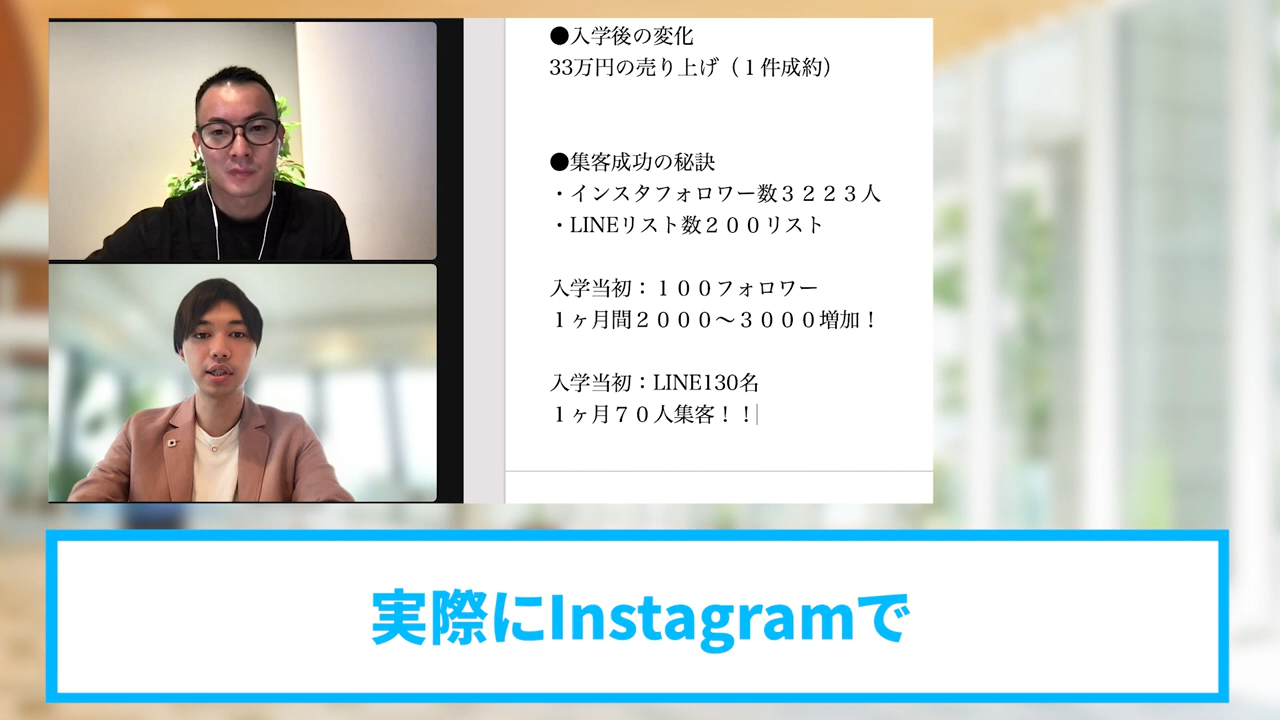 ●入学後の変化
33万円の売り上げ（１件成約）
●集客成功の秘訣
・インスタフォロワー数３２２３人
・LINEリスト数２００リスト
入学当初：１００フォロワー
１ヶ月間２０００〜３０００増加！
入学当初：LINE130名
１ヶ月７０人集客！！
実際にInstagramで